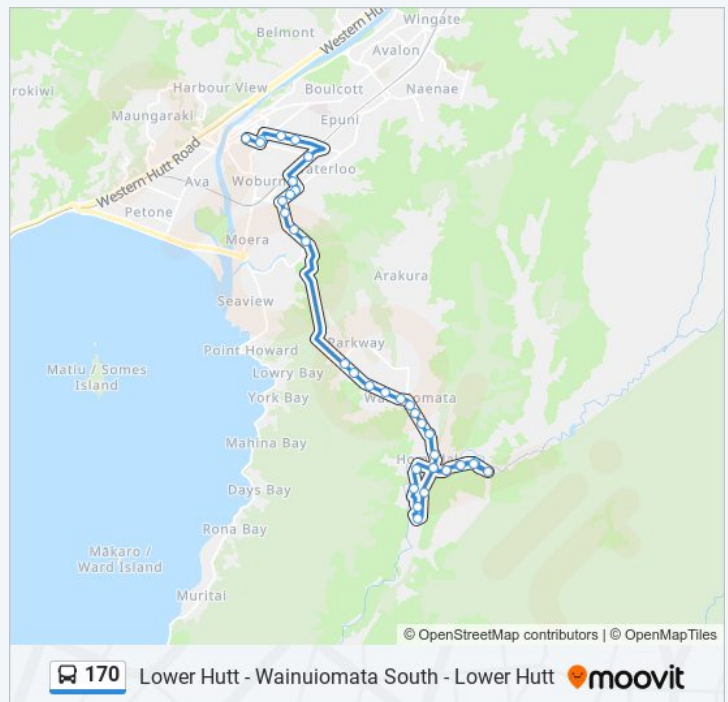 Wingate
Belmont
Western Hu
Avalon
Harbour View
Boulcott
Naenae
rokiwi
Maungaraki
Epuni
Western Hutt Road
Ava
Woburn
Petone
Moera
Arakura
Seaview
Point Howard
Parkway
Matiu / Somes
Island
Lowry Bay
York Bay
Mahina Bay
Days Bay
Rona Bay
Mākaro /
Ward Island
Muritai
© OpenStreetMap contributors | © OpenMapTiles
170 Lower Hutt - Wainuiomata South - Lower Hutt moovit